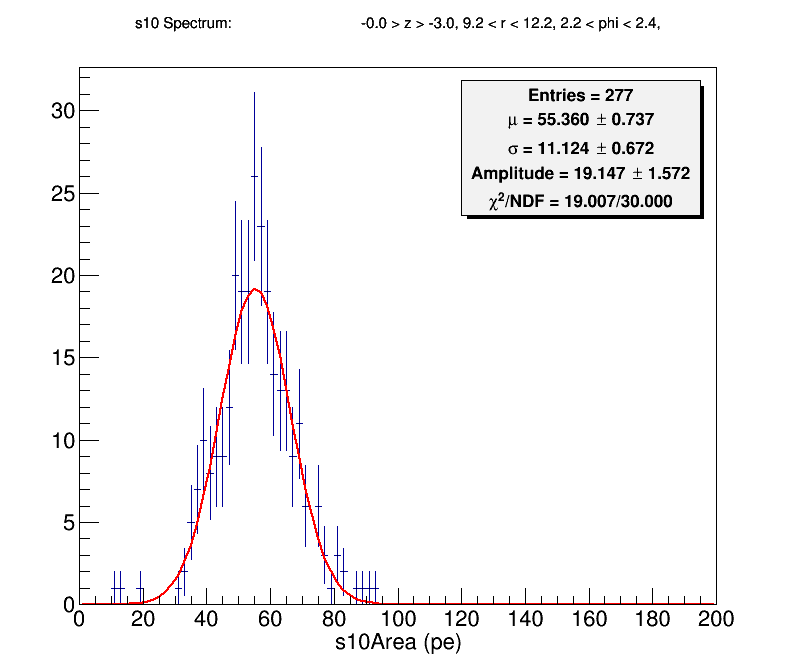 s10 Spectrum: -0.0 > z > -3.0, 9.2 < r < 12.2, 2.2 < phi < 2.4,
Entries = 277
μ = 55.360 ± 0.737
σ = 11.124 ± 0.672
Amplitude = 19.147 ± 1.572
χ²/NDF = 19.007/30.000
30
25
20
15
10
5
0
0 20 40 60 80 100 120 140 160 180 200
s10Area (pe)